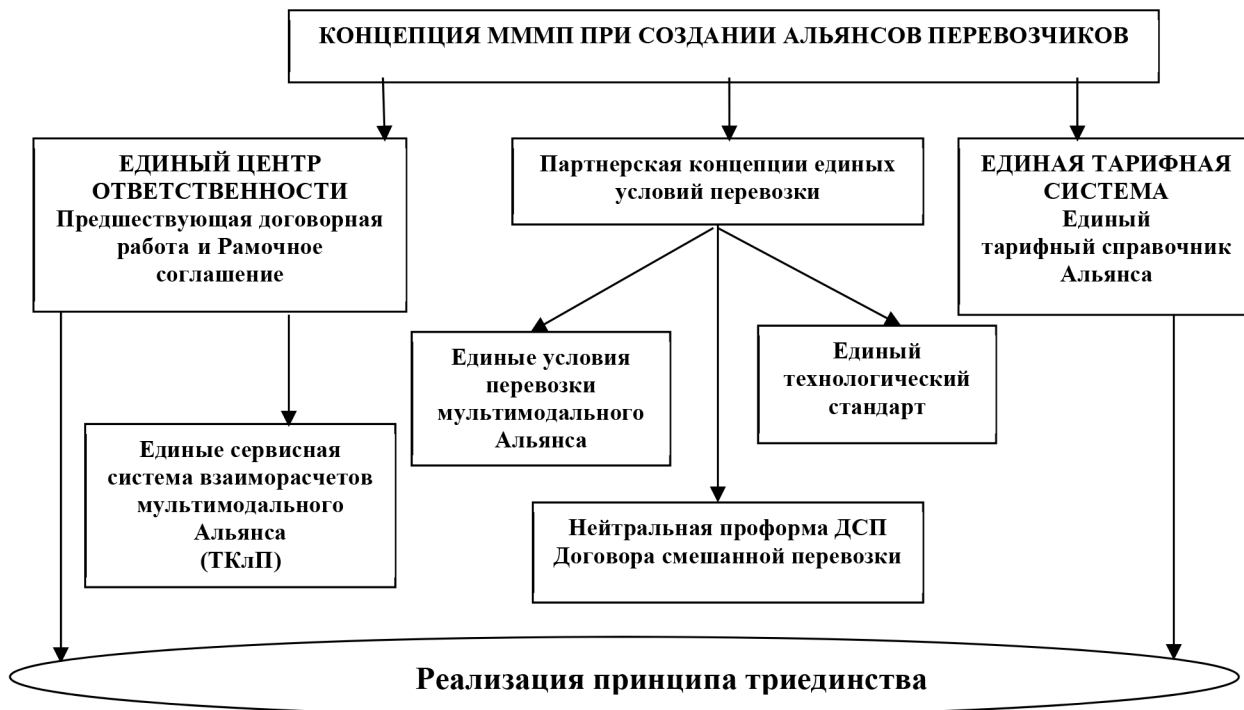 КОНЦЕПЦИЯ МММП ПРИ СОЗДАНИИ АЛЬЯНСОВ ПЕРЕВОЗЧИКОВ
ЕДИНЫЙ ЦЕНТР
ОТВЕТСТВЕННОСТИ
Предшествующая договорная
работа и Рамочное
соглашение
Партнерская концепции единых
условий перевозки
ЕДИНАЯ ТАРИФНАЯ
СИСТЕМА
Единый
тарифный справочник
Альянса
Единые условия
перевозки
мультимодального
Альянса
Единый
технологический
стандарт
Единые сервисная
система взаиморасчетов
мультимодального
Альянса
(ТКлП)
Нейтральная проформа ДСП
Договора смешанной перевозки
Реализация принципа триединства